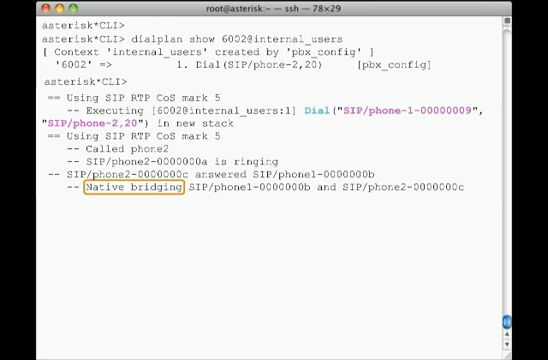 root@asterisk:~ — ssh — 78×29
asterisk*CLI>
asterisk*CLI> dialplan show 6002@internal_users
[ Context 'internal_users' created by 'pbx_config' ]
'6002' => 1. Dial(SIP/phone-2,20) [pbx_config]
asterisk*CLI>
== Using SIP RTP CoS mark 5
-- Executing [6002@internal_users:1] Dial("SIP/phone-1-00000009",
"SIP/phone-2,20") in new stack
== Using SIP RTP CoS mark 5
-- Called phone2
-- SIP/phone2-0000000a is ringing
-- SIP/phone2-0000000c answered SIP/phone1-0000000b
-- Native bridging SIP/phone1-0000000b and SIP/phone2-0000000c